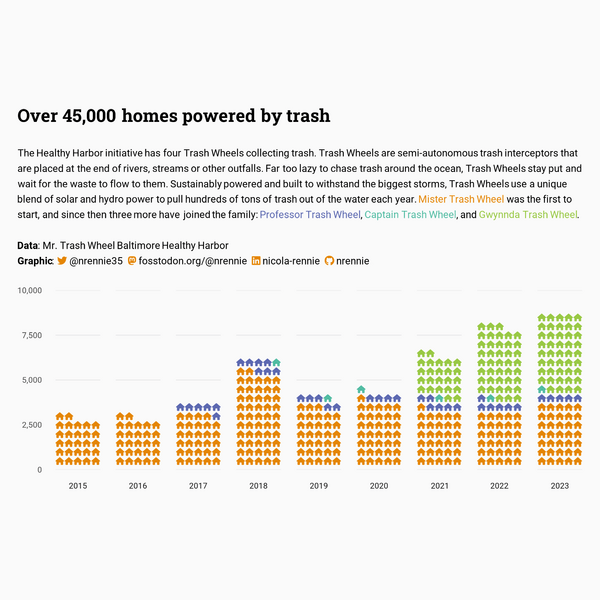 Over 45,000 homes powered by trash
The Healthy Harbor initiative has four Trash Wheels collecting trash. Trash Wheels are semi-autonomous trash interceptors that
are placed at the end of rivers, streams or other outfalls. Far too lazy to chase trash around the ocean, Trash Wheels stay put and
wait for the waste to flow to them. Sustainably powered and built to withstand the biggest storms, Trash Wheels use a unique
blend of solar and hydro power to pull hundreds of tons of trash out of the water each year. Mister Trash Wheel was the first to
start, and since then three more have joined the family: Professor Trash Wheel, Captain Trash Wheel, and Gwynnda Trash Wheel.
Data: Mr. Trash Wheel Baltimore Healthy Harbor
Graphic: @nrennie35 fosstodon.org/@nrennie nicola-rennie nrennie
10,000
7,500
5,000
2,500
0
2015 2016 2017 2018 2019 2020 2021 2022 2023